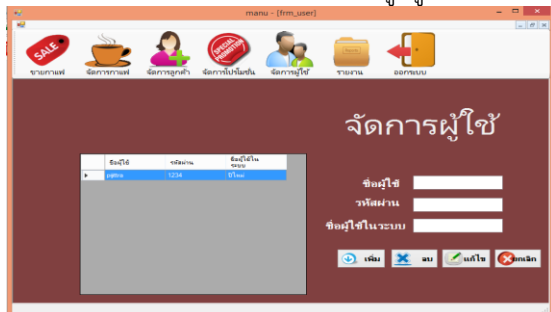 manu - [frm_user]
SALE
SPECIAL PROMOTION
ขายกาแฟ จัดการกาแฟ จัดการลูกค้า จัดการโปรโมชั่น จัดการผู้ใช้ รายงาน ออกระบบ
จัดการผู้ใช้
ชื่อผู้ใช้ รหัสผ่าน ชื่อผู้ใช้ใน
ระบบ
1234
ชื่อผู้ใช้
รหัสผ่าน
ชื่อผู้ใช้ในระบบ
เพิ่ม ลบ แก้ไข ยกเลิก